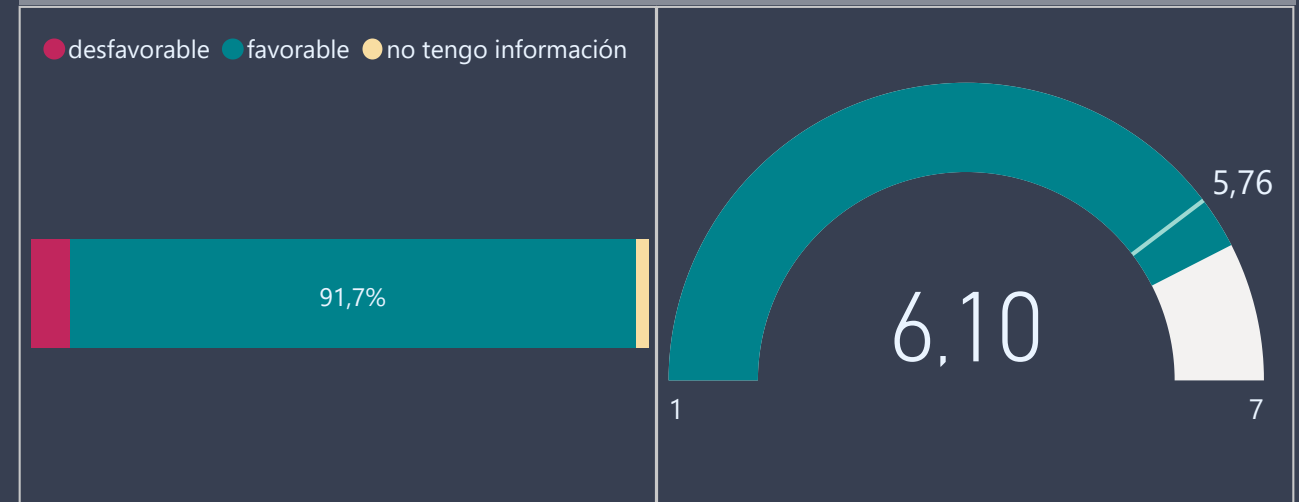 desfavorable favorable no tengo información
91,7%
5,76
6,10
1 7